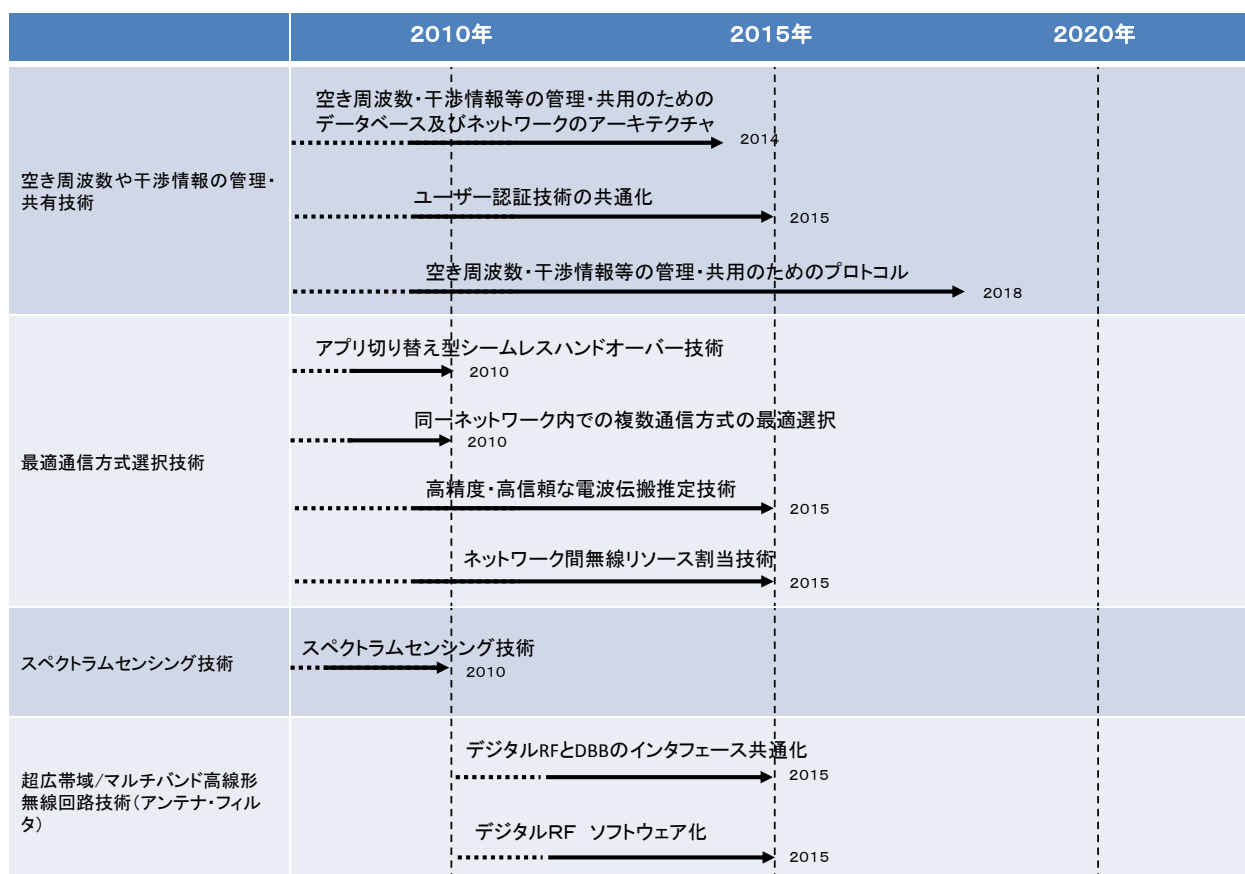 2010年 2015年 2020年
空き周波数や干渉情報の管理・
共有技術
空き周波数・干渉情報等の管理・共用のための
データベース及びネットワークのアーキテクチャ
2014
ユーザー認証技術の共通化
2015
空き周波数・干渉情報等の管理・共用のためのプロトコル
2018
最適通信方式選択技術
アプリ切り替え型シームレスハンドオーバー技術
2010
同一ネットワーク内での複数通信方式の最適選択
2010
高精度・高信頼な電波伝搬推定技術
2015
ネットワーク間無線リソース割当技術
2015
スペクトラムセンシング技術
スペクトラムセンシング技術
2010
超広帯域/マルチバンド高線形
無線回路技術（アンテナ・フィル
タ）
デジタルRFとDBBのインタフェース共通化
2015
デジタルＲＦ　ソフトウェア化
2015